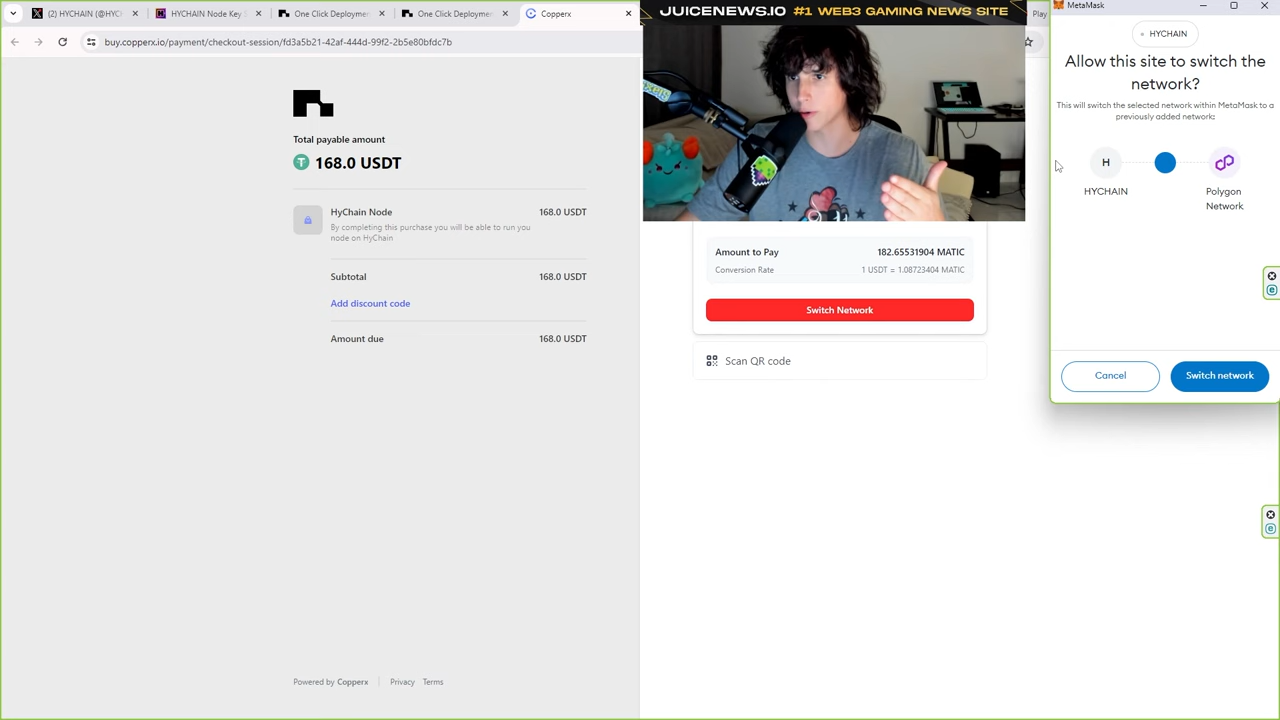 (2) HYCHAIN (@HYC
HYCHAIN | Node Key
One Click Deployme
One Click Deployme
Copperx
Play
buy.copperx.io/payment/checkout-session/fd3a5b21-42af-444d-99f2-2b5e80bfdc7b
JUICENEWS.IO #1 WEB3 GAMING NEWS SITE
Total payable amount
168.0 USDT
HyChain Node 168.0 USDT
By completing this purchase you will be able to run you
node on HyChain
Subtotal 168.0 USDT
Add discount code
Amount due 168.0 USDT
Powered by Copperx Privacy Terms
Amount to Pay 182.65531904 MATIC
Conversion Rate 1 USDT = 1.08723404 MATIC
Switch Network
Scan QR code
MetaMask
HYCHAIN
Allow this site to switch the
network?
This will switch the selected network within MetaMask to a
previously added network:
H
HYCHAIN
Polygon
Network
Cancel
Switch network